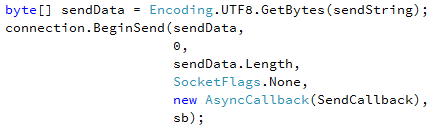 byte[] sendData = Encoding.UTF8.GetBytes(sendString);
connection.BeginSend(sendData,
                     0,
                     sendData.Length,
                     SocketFlags.None,
                     new AsyncCallback(SendCallback),
                     sb);